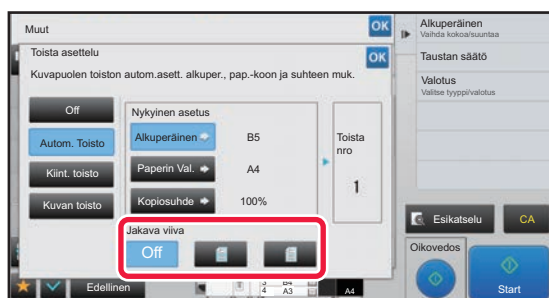 Muut
OK
Toista asettelu
OK
Kuvapuolen toiston autom.asett. alkuper., pap.-koon ja suhteen muk.
Off
Autom. Toisto
Kiint. toisto
Kuvan toisto
Nykyinen asetus
Alkuperäinen B5
Paperin Val. A4
Kopiosuhde 100%
Toista
nro
1
Jakava viiva
Off
Edellinen
A3
A4
Alkuperäinen
Vaihda kokoa/suuntaa
Taustan säätö
Valotus
Valitse tyyppi/valotus
Esikatselu
CA
Oikovedos
Start